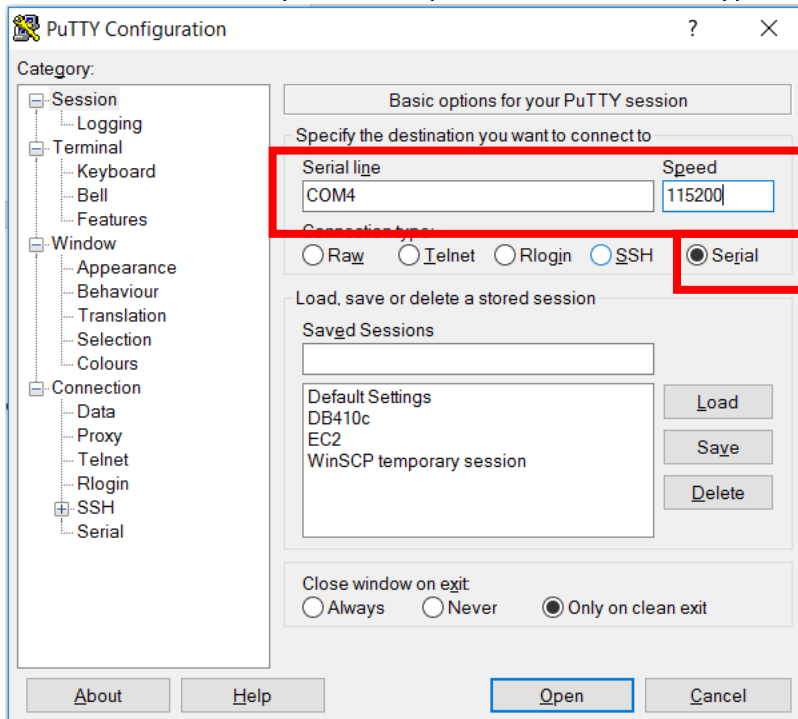 PuTTY Configuration ? ×
Category:
Session
Logging
Terminal
Keyboard
Bell
Features
Window
Appearance
Behaviour
Translation
Selection
Colours
Connection
Data
Proxy
Telnet
Rlogin
SSH
Serial
Basic options for your PuTTY session
Specify the destination you want to connect to
Serial line Speed
COM4 115200
Connection type:
Raw Telnet Rlogin SSH Serial
Load, save or delete a stored session
Saved Sessions
Default Settings
DB410c
EC2
WinSCP temporary session
Load
Save
Delete
Close window on exit:
Always Never Only on clean exit
About Help Open Cancel